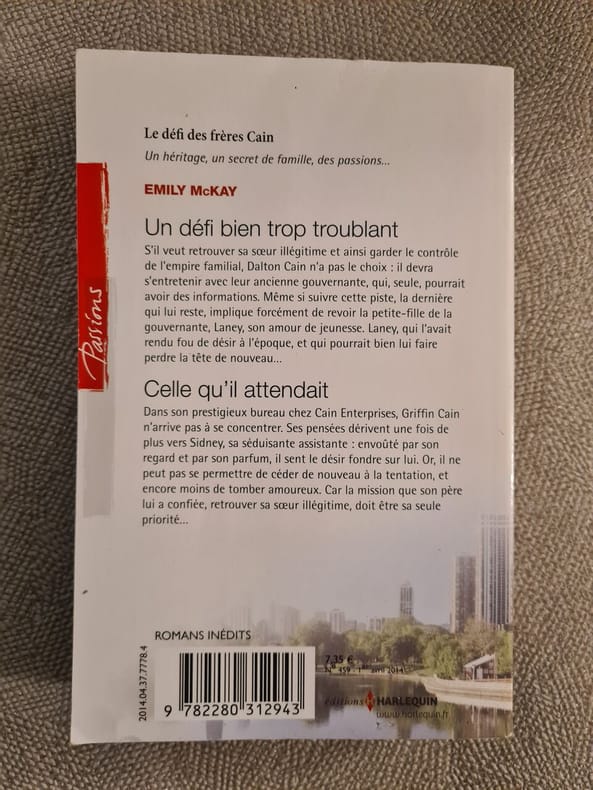 Le défi des frères Cain
Un héritage, un secret de famille, des passions...
EMILY McKAY
Un défi bien trop troublant
S'il veut retrouver sa sœur illégitime et ainsi garder le contrôle
de l'empire familial, Dalton Cain n'a pas le choix : il devra
s'entretenir avec leur ancienne gouvernante, qui, seule, pourrait
avoir des informations. Même si suivre cette piste, la dernière
qui lui reste, implique forcément de revoir la petite-fille de la
gouvernante, Laney, son amour de jeunesse. Laney, qui l'avait
rendu fou de désir à l'époque, et qui pourrait bien lui faire
perdre la tête de nouveau...
Celle qu'il attendait
Dans son prestigieux bureau chez Cain Enterprises, Griffin Cain
n'arrive pas à se concentrer. Ses pensées dérivent une fois de
plus vers Sidney, sa séduisante assistante : envoûté par son
regard et par son parfum, il sent le désir fondre sur lui. Or, il ne
peut pas se permettre de céder de nouveau à la tentation, et
encore moins de tomber amoureux. Car la mission que son père
lui a confiée, retrouver sa sœur illégitime, doit être sa seule
priorité...
Passions
ROMANS INÉDITS
2014.04.37.7778.4
9 782280 312943
7,35 €
N° 459 - 1er avril 2014
éditions HARLEQUIN
www.harlequin.fr